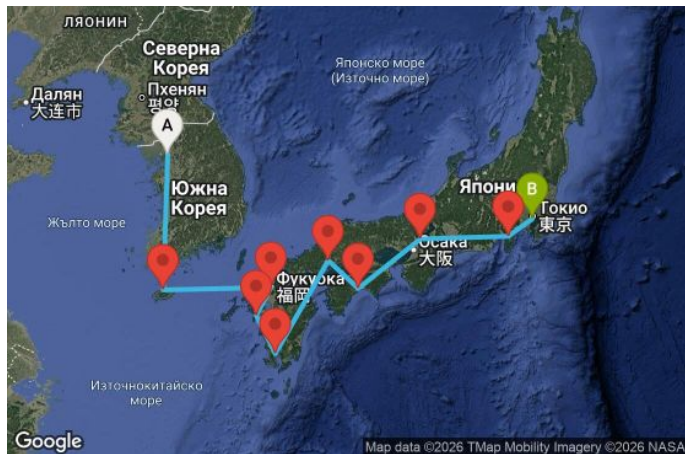 ЛЯОНИН
Северна
Корея
Далян
大连市
Пхенян
평양
A
Японско море
(Източно море)
Южна
Корея
Жълто море
B
Япони
Токио
東京
Осака
大阪
Фукуока
福岡
Източнокитайско
море
Google
Map data ©2026 TMap Mobility Imagery ©2026 NASA